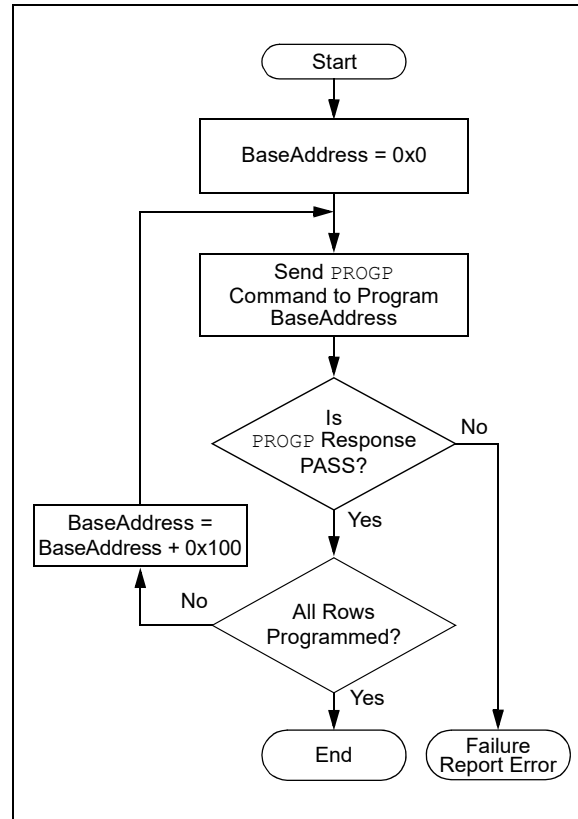 Start
BaseAddress = 0x0
Send PROGP
Command to Program
BaseAddress
Is
PROGP Response
PASS?
No
Yes
BaseAddress =
BaseAddress + 0x100
No
All Rows
Programmed?
Yes
End
Failure
Report Error